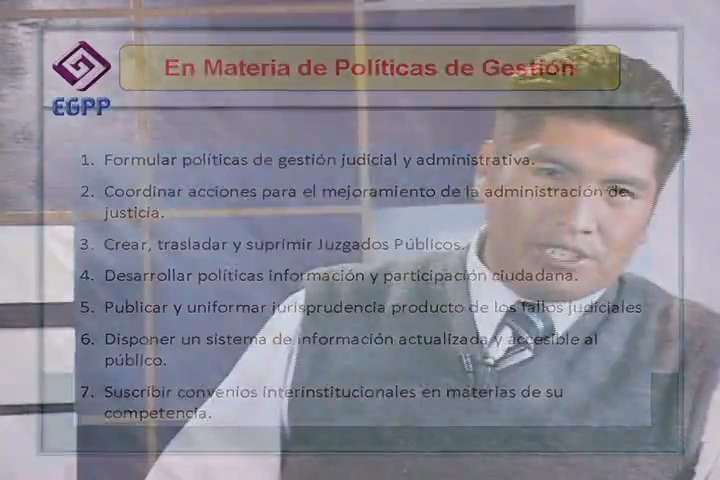 EGPP
En Materia de Políticas de Gestión
1. Formular políticas de gestión judicial y administrativa.
2. Coordinar acciones para el mejoramiento de la administración de
justicia.
3. Crear, trasladar y suprimir Juzgados Públicos.
4. Desarrollar políticas información y participación ciudadana.
5. Publicar y uniformar jurisprudencia producto de los fallos judiciales
6. Disponer un sistema de información actualizada y accesible al
público.
7. Suscribir convenios interinstitucionales en materias de su
competencia.